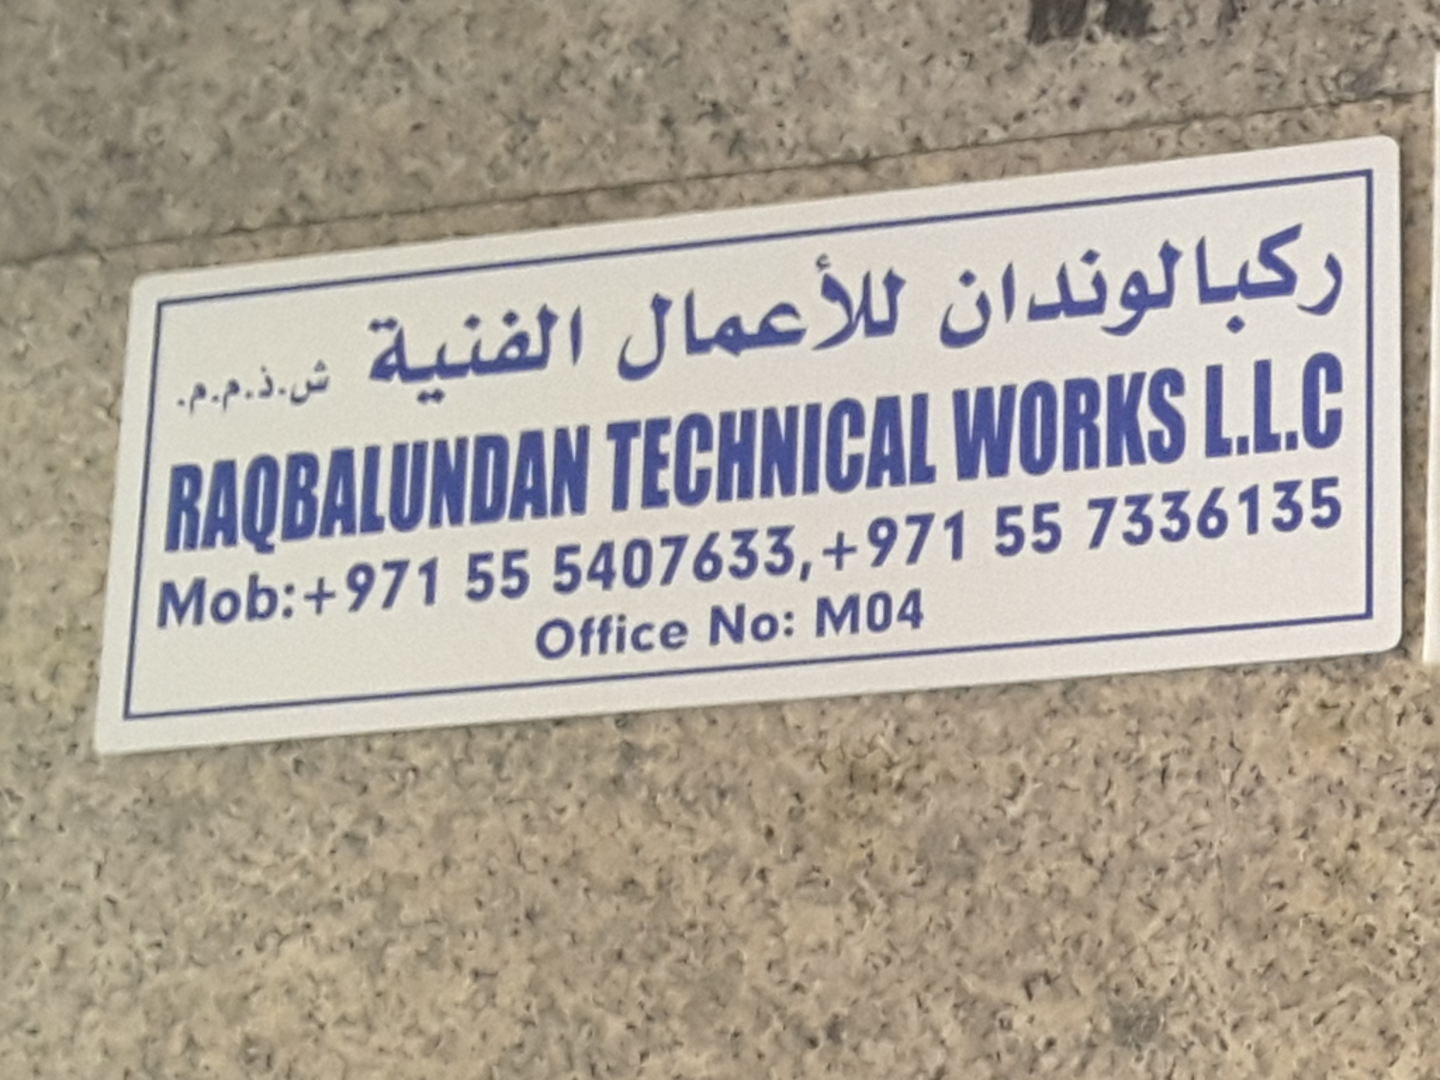 ركبالوندان للأعمال الفنية ش.ذ.م.م.
RAQBALUNDAN TECHNICAL WORKS L.L.C
Mob:+971 55 5407633,+971 55 7336135
Office No: M04